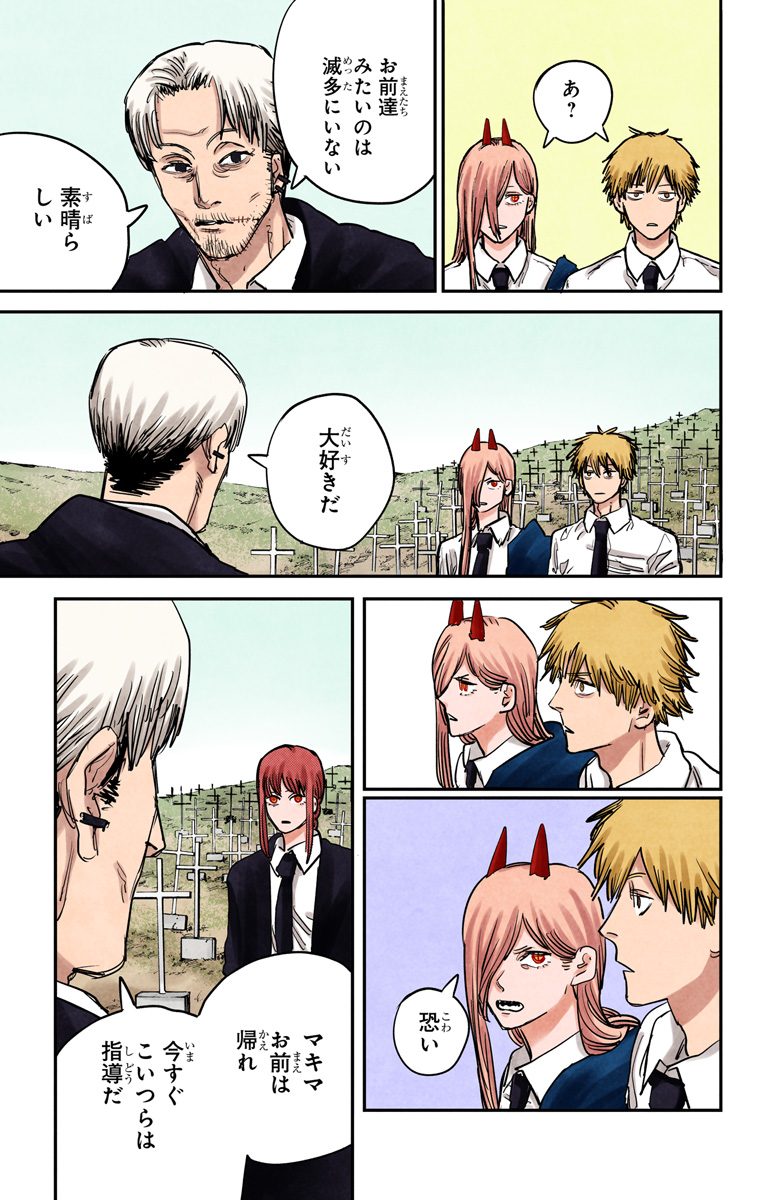 あ?
お前達
みたいのは
滅多にいない
素晴ら
しい
大好きだ
恐い
マキマ
お前は
帰れ
今すぐ
こいつらは
指導だ